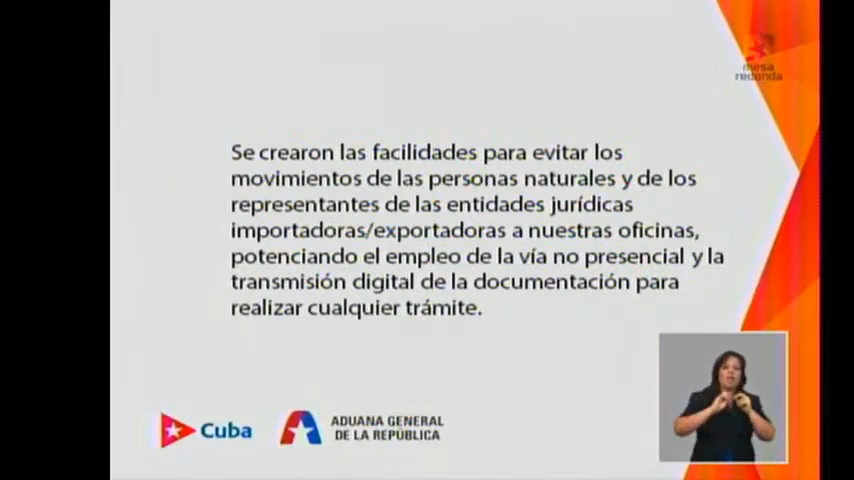 mesa
redonda
Se crearon las facilidades para evitar los
movimientos de las personas naturales y de los
representantes de las entidades jurídicas
importadoras/exportadoras a nuestras oficinas,
potenciando el empleo de la vía no presencial y la
transmisión digital de la documentación para
realizar cualquier trámite.
Cuba
ADUANA GENERAL
DE LA REPÚBLICA